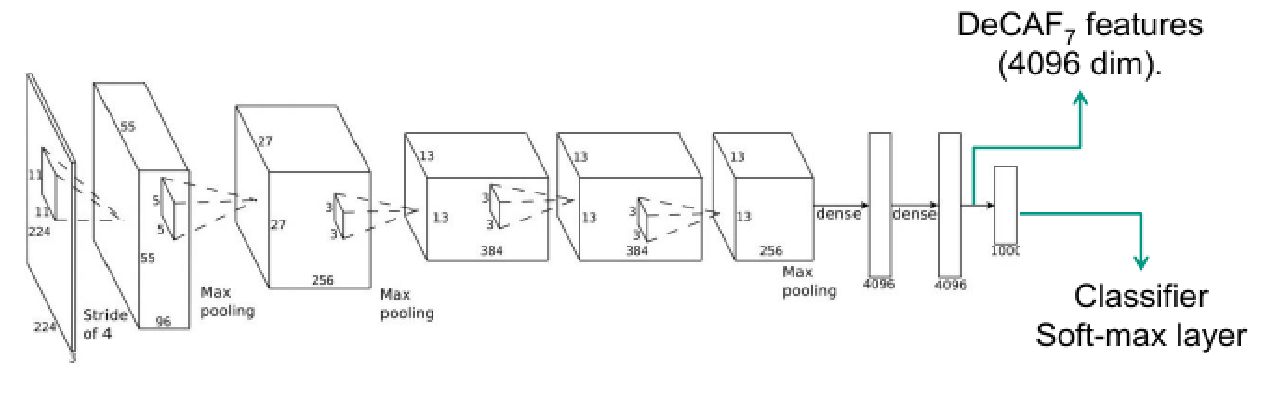 DeCAF7 features
(4096 dim).
55
27
13
13
13
11
5
3
3
3
11
5
3
3
3
224
27
13
13
13
dense
dense
55
384
384
256
1000
256
4096
4096
224
Stride
of 4
96
Max
pooling
Max
pooling
Max
pooling
3
Classifier
Soft-max layer